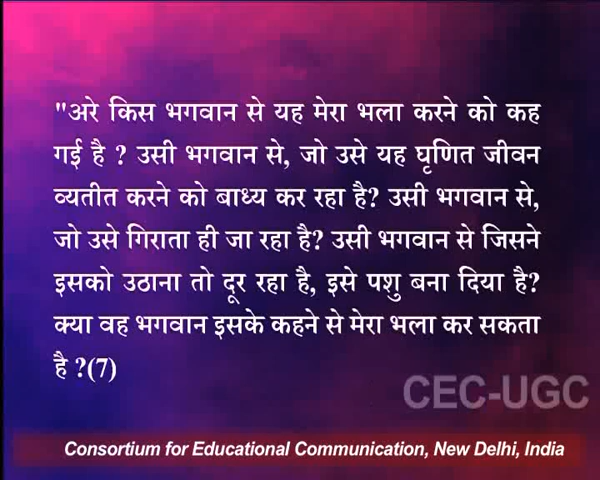 "अरे किस भगवान से यह मेरा भला करने को कह
गई है ? उसी भगवान से, जो उसे यह घृणित जीवन
व्यतीत करने को बाध्य कर रहा है? उसी भगवान से,
जो उसे गिराता ही जा रहा है? उसी भगवान से जिसने
इसको उठाना तो दूर रहा है, इसे पशु बना दिया है?
क्या वह भगवान इसके कहने से मेरा भला कर सकता
है ?(7)
CEC-UGC
Consortium for Educational Communication, New Delhi, India